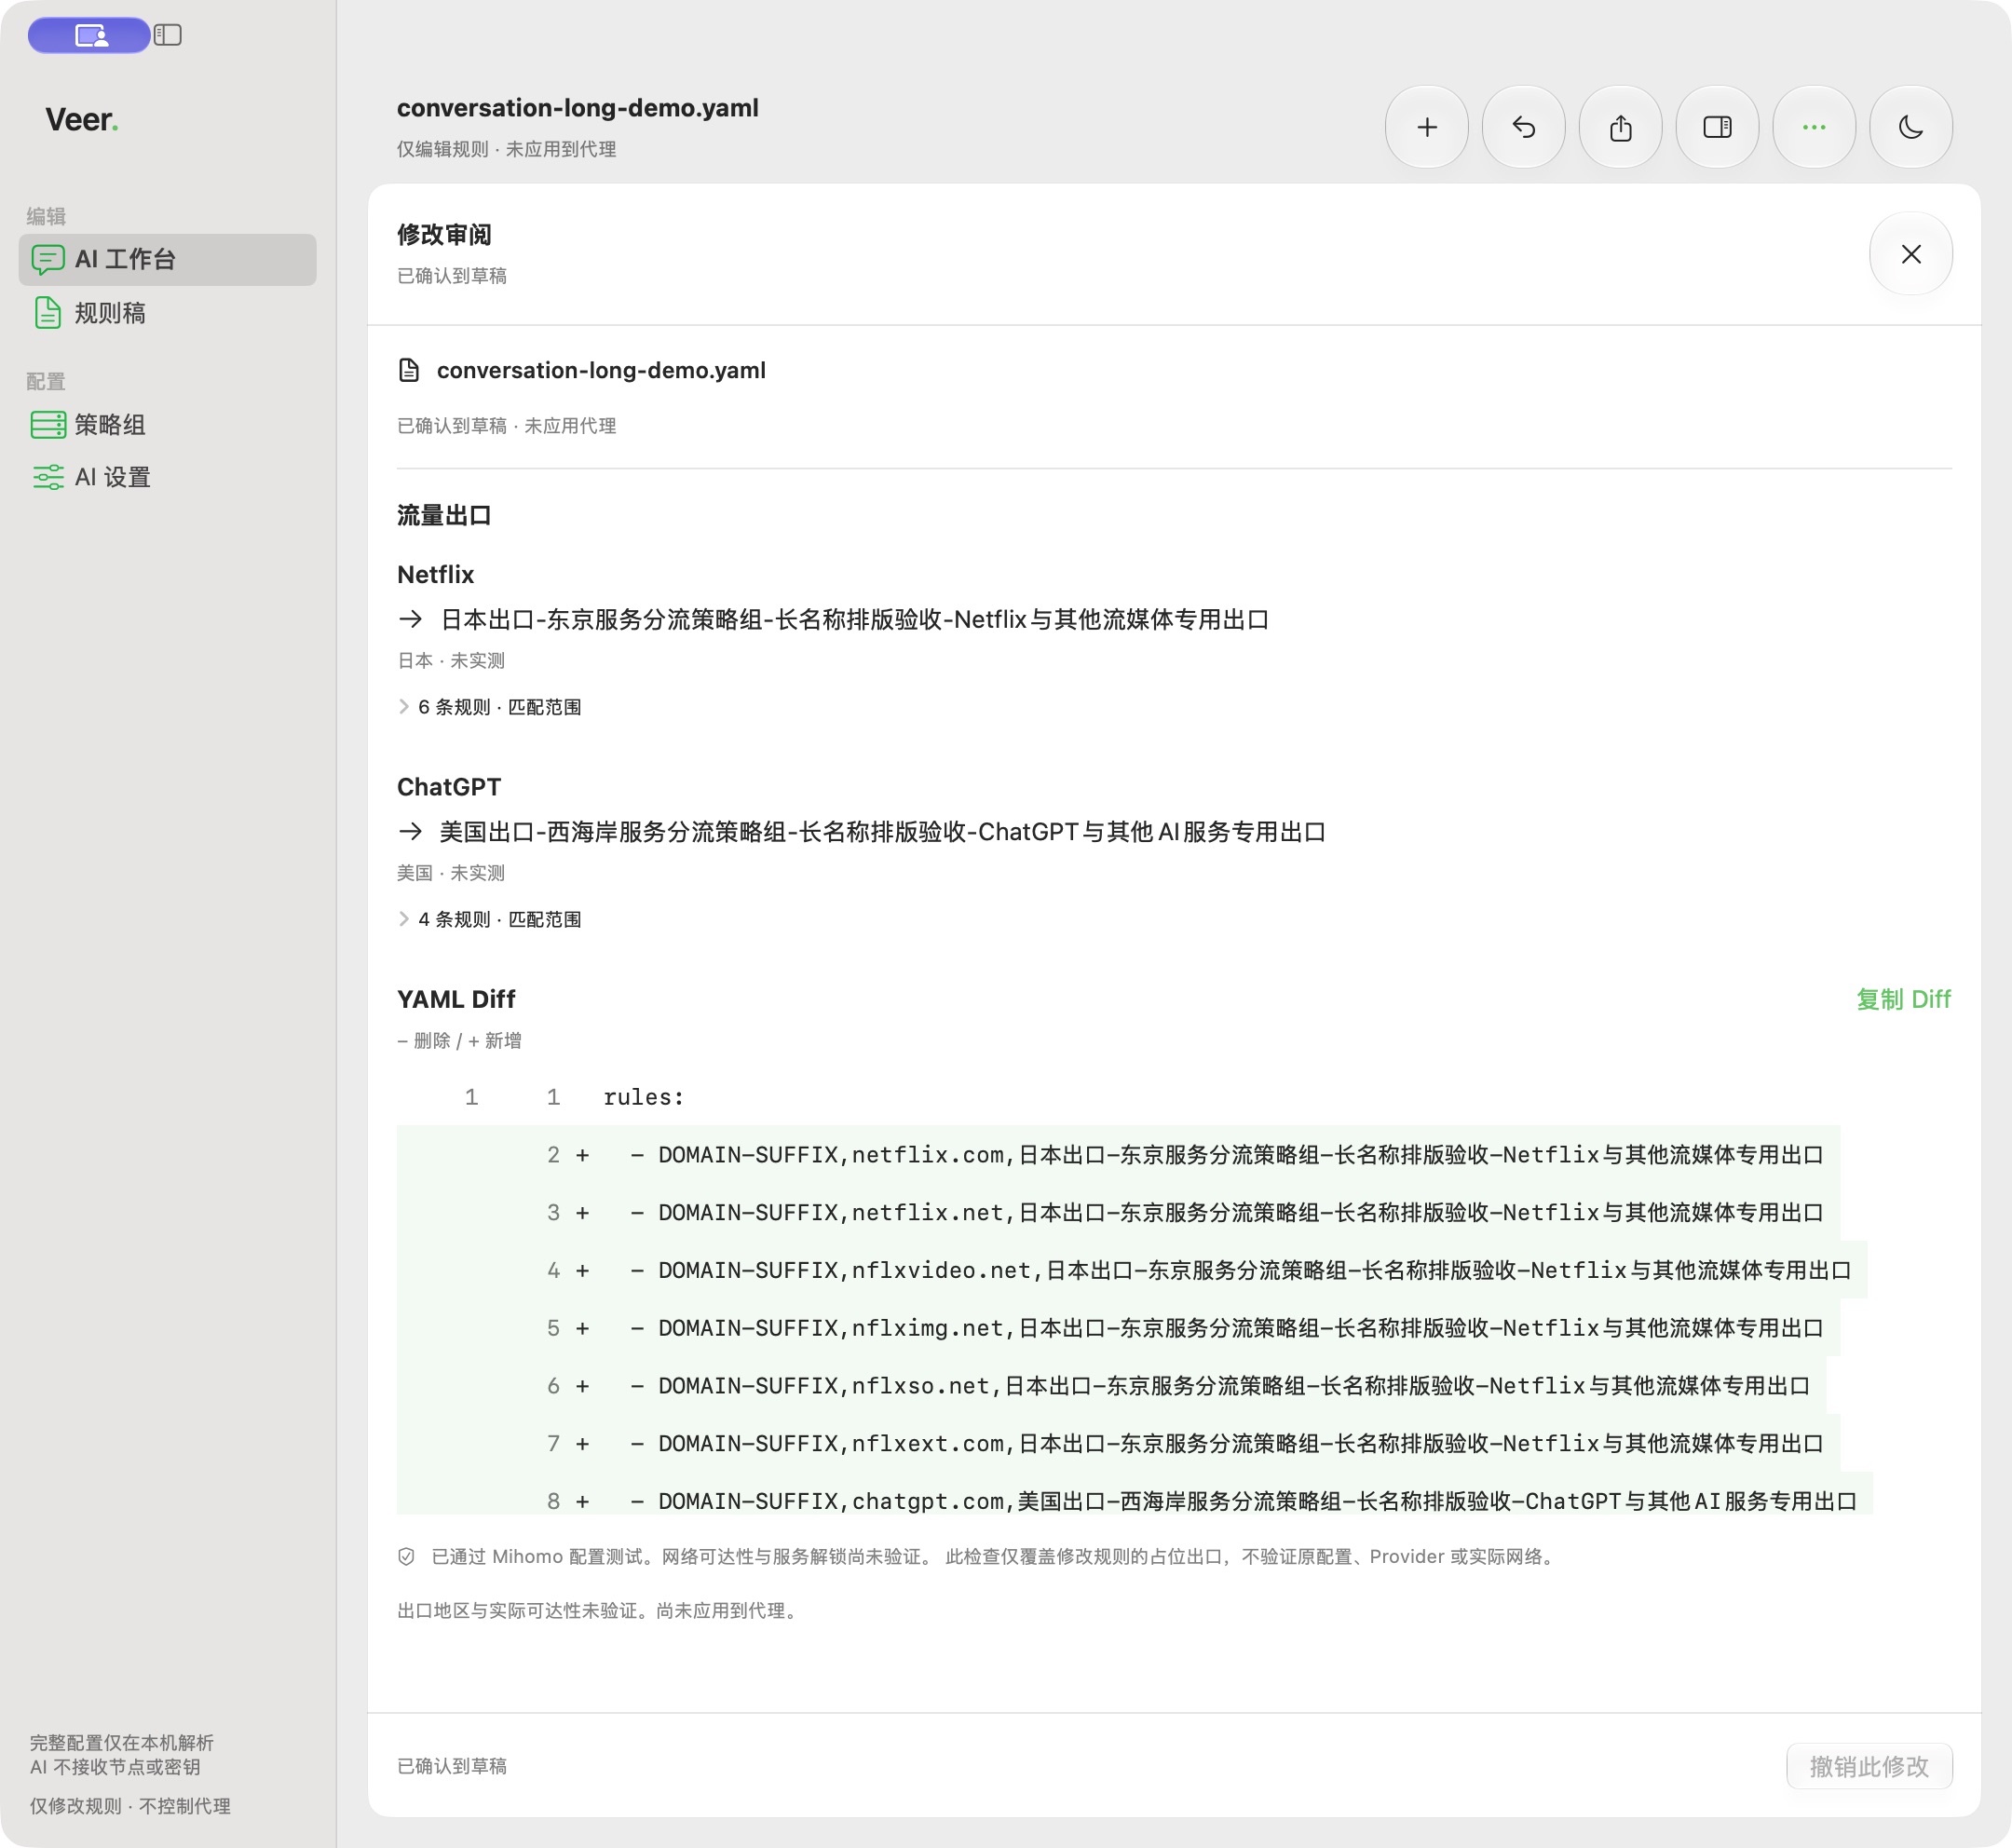 Veer.
编辑
AI 工作台
规则稿
配置
策略组
AI 设置
完整配置仅在本机解析
AI 不接收节点或密钥
仅修改规则 · 不控制代理
conversation-long-demo.yaml
仅编辑规则 · 未应用到代理
修改审阅
已确认到草稿
conversation-long-demo.yaml
已确认到草稿 · 未应用代理
流量出口
Netflix
→ 日本出口-东京服务分流策略组-长名称排版验收-Netflix与其他流媒体专用出口
日本 · 未实测
6 条规则 · 匹配范围
ChatGPT
→ 美国出口-西海岸服务分流策略组-长名称排版验收-ChatGPT与其他AI服务专用出口
美国 · 未实测
4 条规则 · 匹配范围
YAML Diff
复制 Diff
− 删除 / + 新增
1 1 rules:
2 + - DOMAIN-SUFFIX,netflix.com,日本出口-东京服务分流策略组-长名称排版验收-Netflix与其他流媒体专用出口
3 + - DOMAIN-SUFFIX,netflix.net,日本出口-东京服务分流策略组-长名称排版验收-Netflix与其他流媒体专用出口
4 + - DOMAIN-SUFFIX,nflxvideo.net,日本出口-东京服务分流策略组-长名称排版验收-Netflix与其他流媒体专用出口
5 + - DOMAIN-SUFFIX,nflximg.net,日本出口-东京服务分流策略组-长名称排版验收-Netflix与其他流媒体专用出口
6 + - DOMAIN-SUFFIX,nflxso.net,日本出口-东京服务分流策略组-长名称排版验收-Netflix与其他流媒体专用出口
7 + - DOMAIN-SUFFIX,nflxext.com,日本出口-东京服务分流策略组-长名称排版验收-Netflix与其他流媒体专用出口
8 + - DOMAIN-SUFFIX,chatgpt.com,美国出口-西海岸服务分流策略组-长名称排版验收-ChatGPT与其他AI服务专用出口
已通过 Mihomo 配置测试。网络可达性与服务解锁尚未验证。 此检查仅覆盖修改规则的占位出口，不验证原配置、Provider 或实际网络。
出口地区与实际可达性未验证。尚未应用到代理。
已确认到草稿
撤销此修改